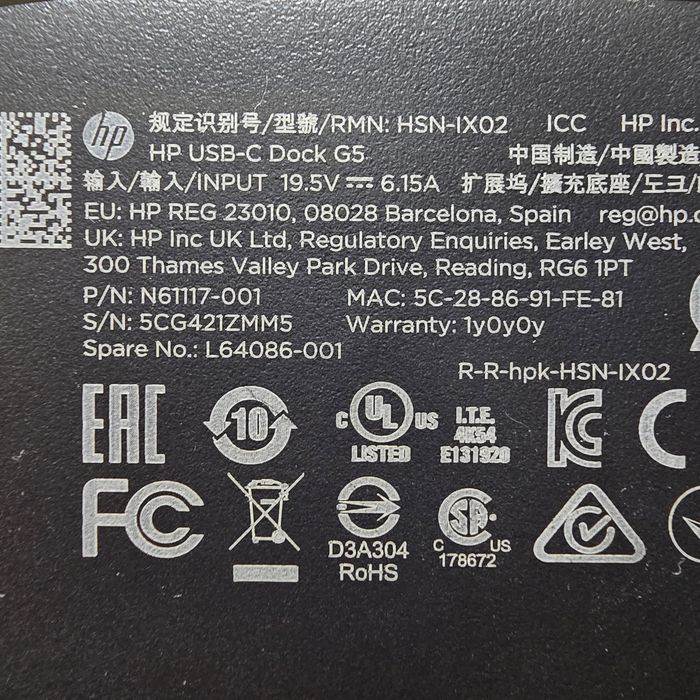 hp 规定识别号/型號/RMN: HSN-IX02 ICC HP Inc
HP USB-C Dock G5 中国制造/中國製造
输入/輸入/INPUT 19.5V⎓6.15A 扩展坞/擴充底座/도크/
EU: HP REG 23010, 08028 Barcelona, Spain reg@hp.
UK: HP Inc UK Ltd, Regulatory Enquiries, Earley West,
300 Thames Valley Park Drive, Reading, RG6 1PT
P/N: N61117-001 MAC: 5C-28-86-91-FE-81
S/N: 5CG421ZMM5 Warranty: 1y0y0y
Spare No.: L64086-001
R-R-hpk-HSN-IX02
EAC 10 C UL US LISTED I.T.E. 4K64 E131920 KC C
FC D3A304 RoHS C SA US 178672